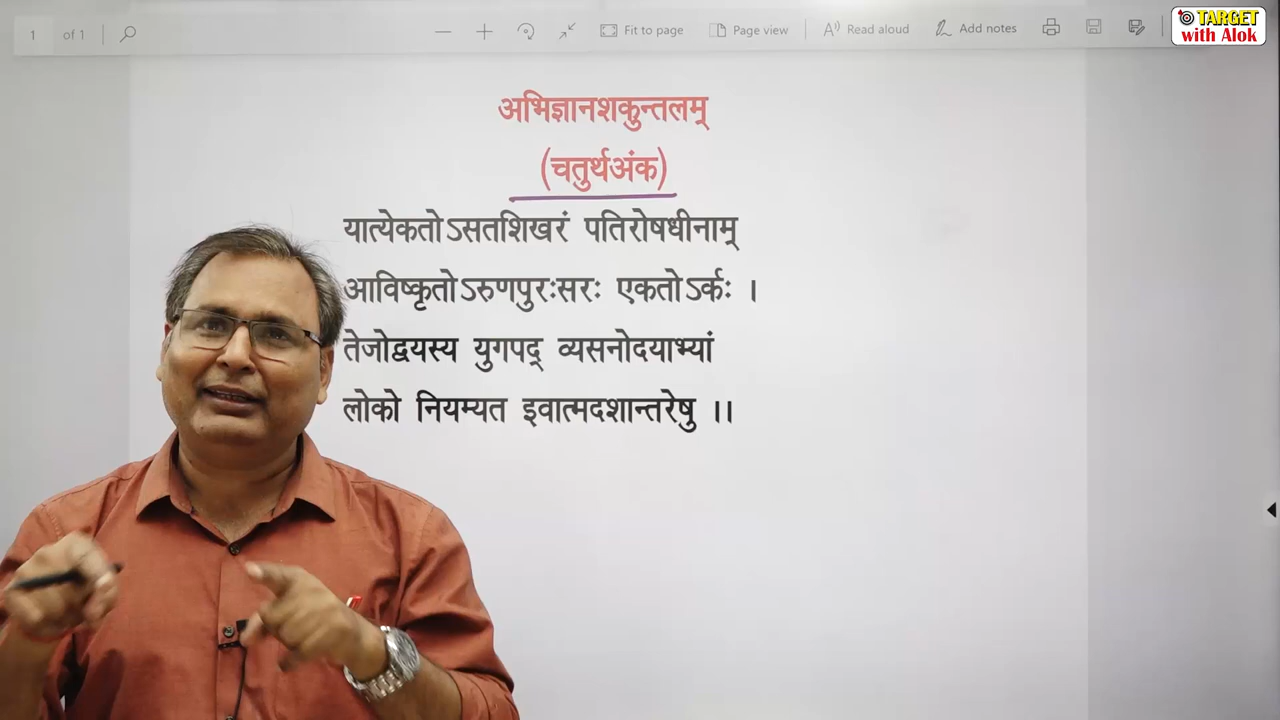 1 of 1 Fit to page Page view Read aloud Add notes
TARGET
with Alok
अभिज्ञानशकुन्तलम्
(चतुर्थअंक)
यात्येकतोऽसतशिखरं पतिरोषधीनाम्
आविष्कृतोऽरुणपुरःसरः एकतोऽर्कः ।
तेजोद्वयस्य युगपद् व्यसनोदयाभ्यां
लोको नियम्यत इवात्मदशान्तरेषु ।।